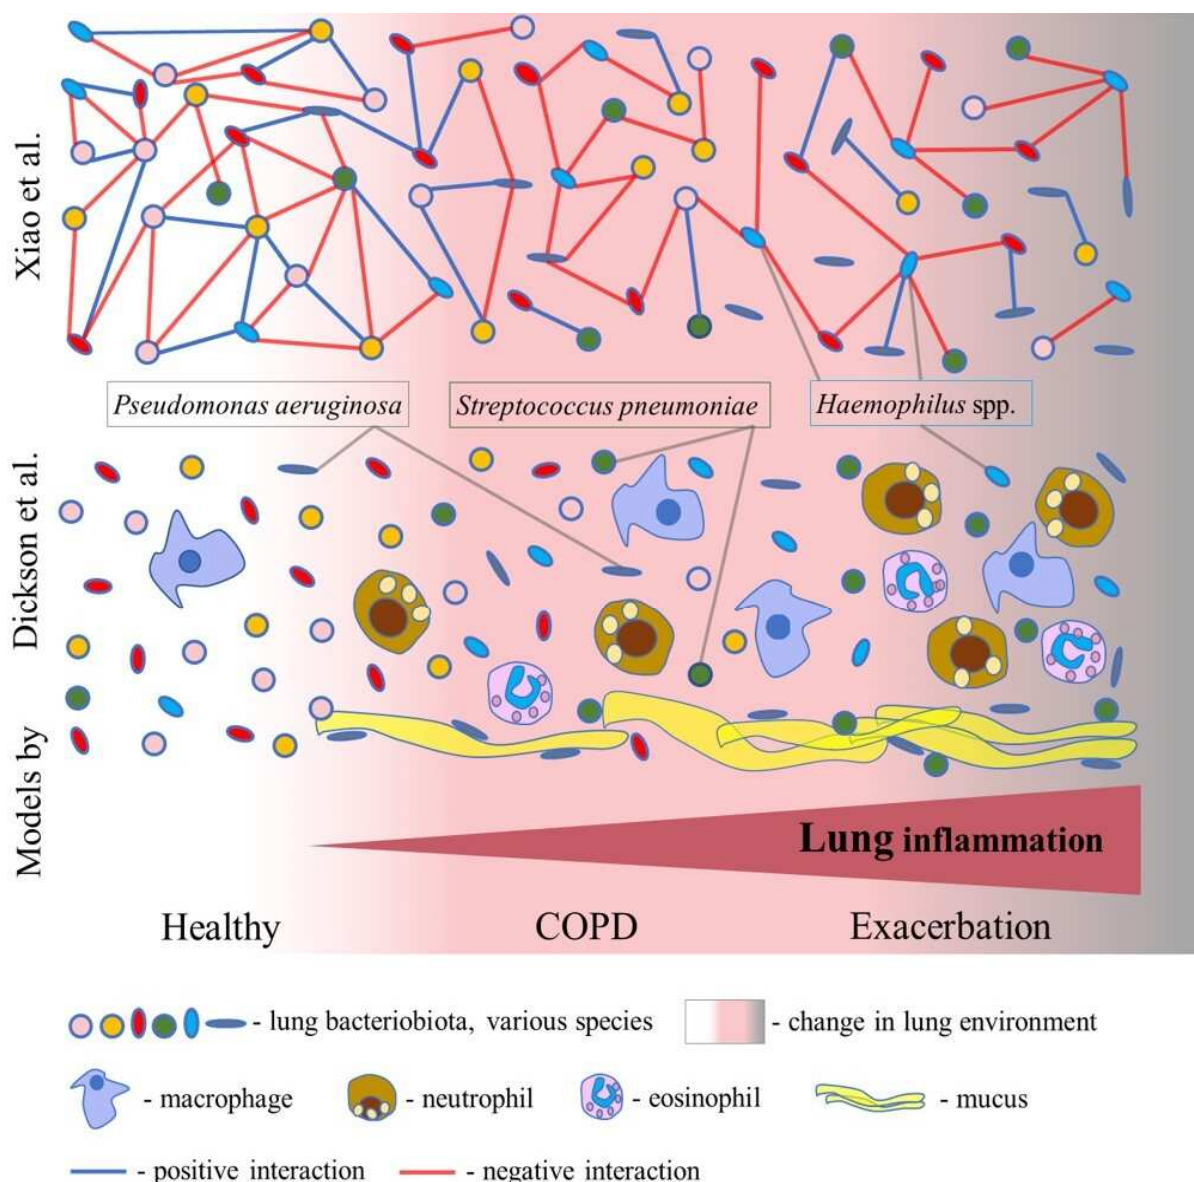 Xiao et al.
Pseudomonas aeruginosa
Streptococcus pneumoniae
Haemophilus spp.
Dickson et al.
Models by
Lung inflammation
Healthy
COPD
Exacerbation
- lung bacteriobiota, various species
- change in lung environment
- macrophage
- neutrophil
- eosinophil
- mucus
- positive interaction
- negative interaction